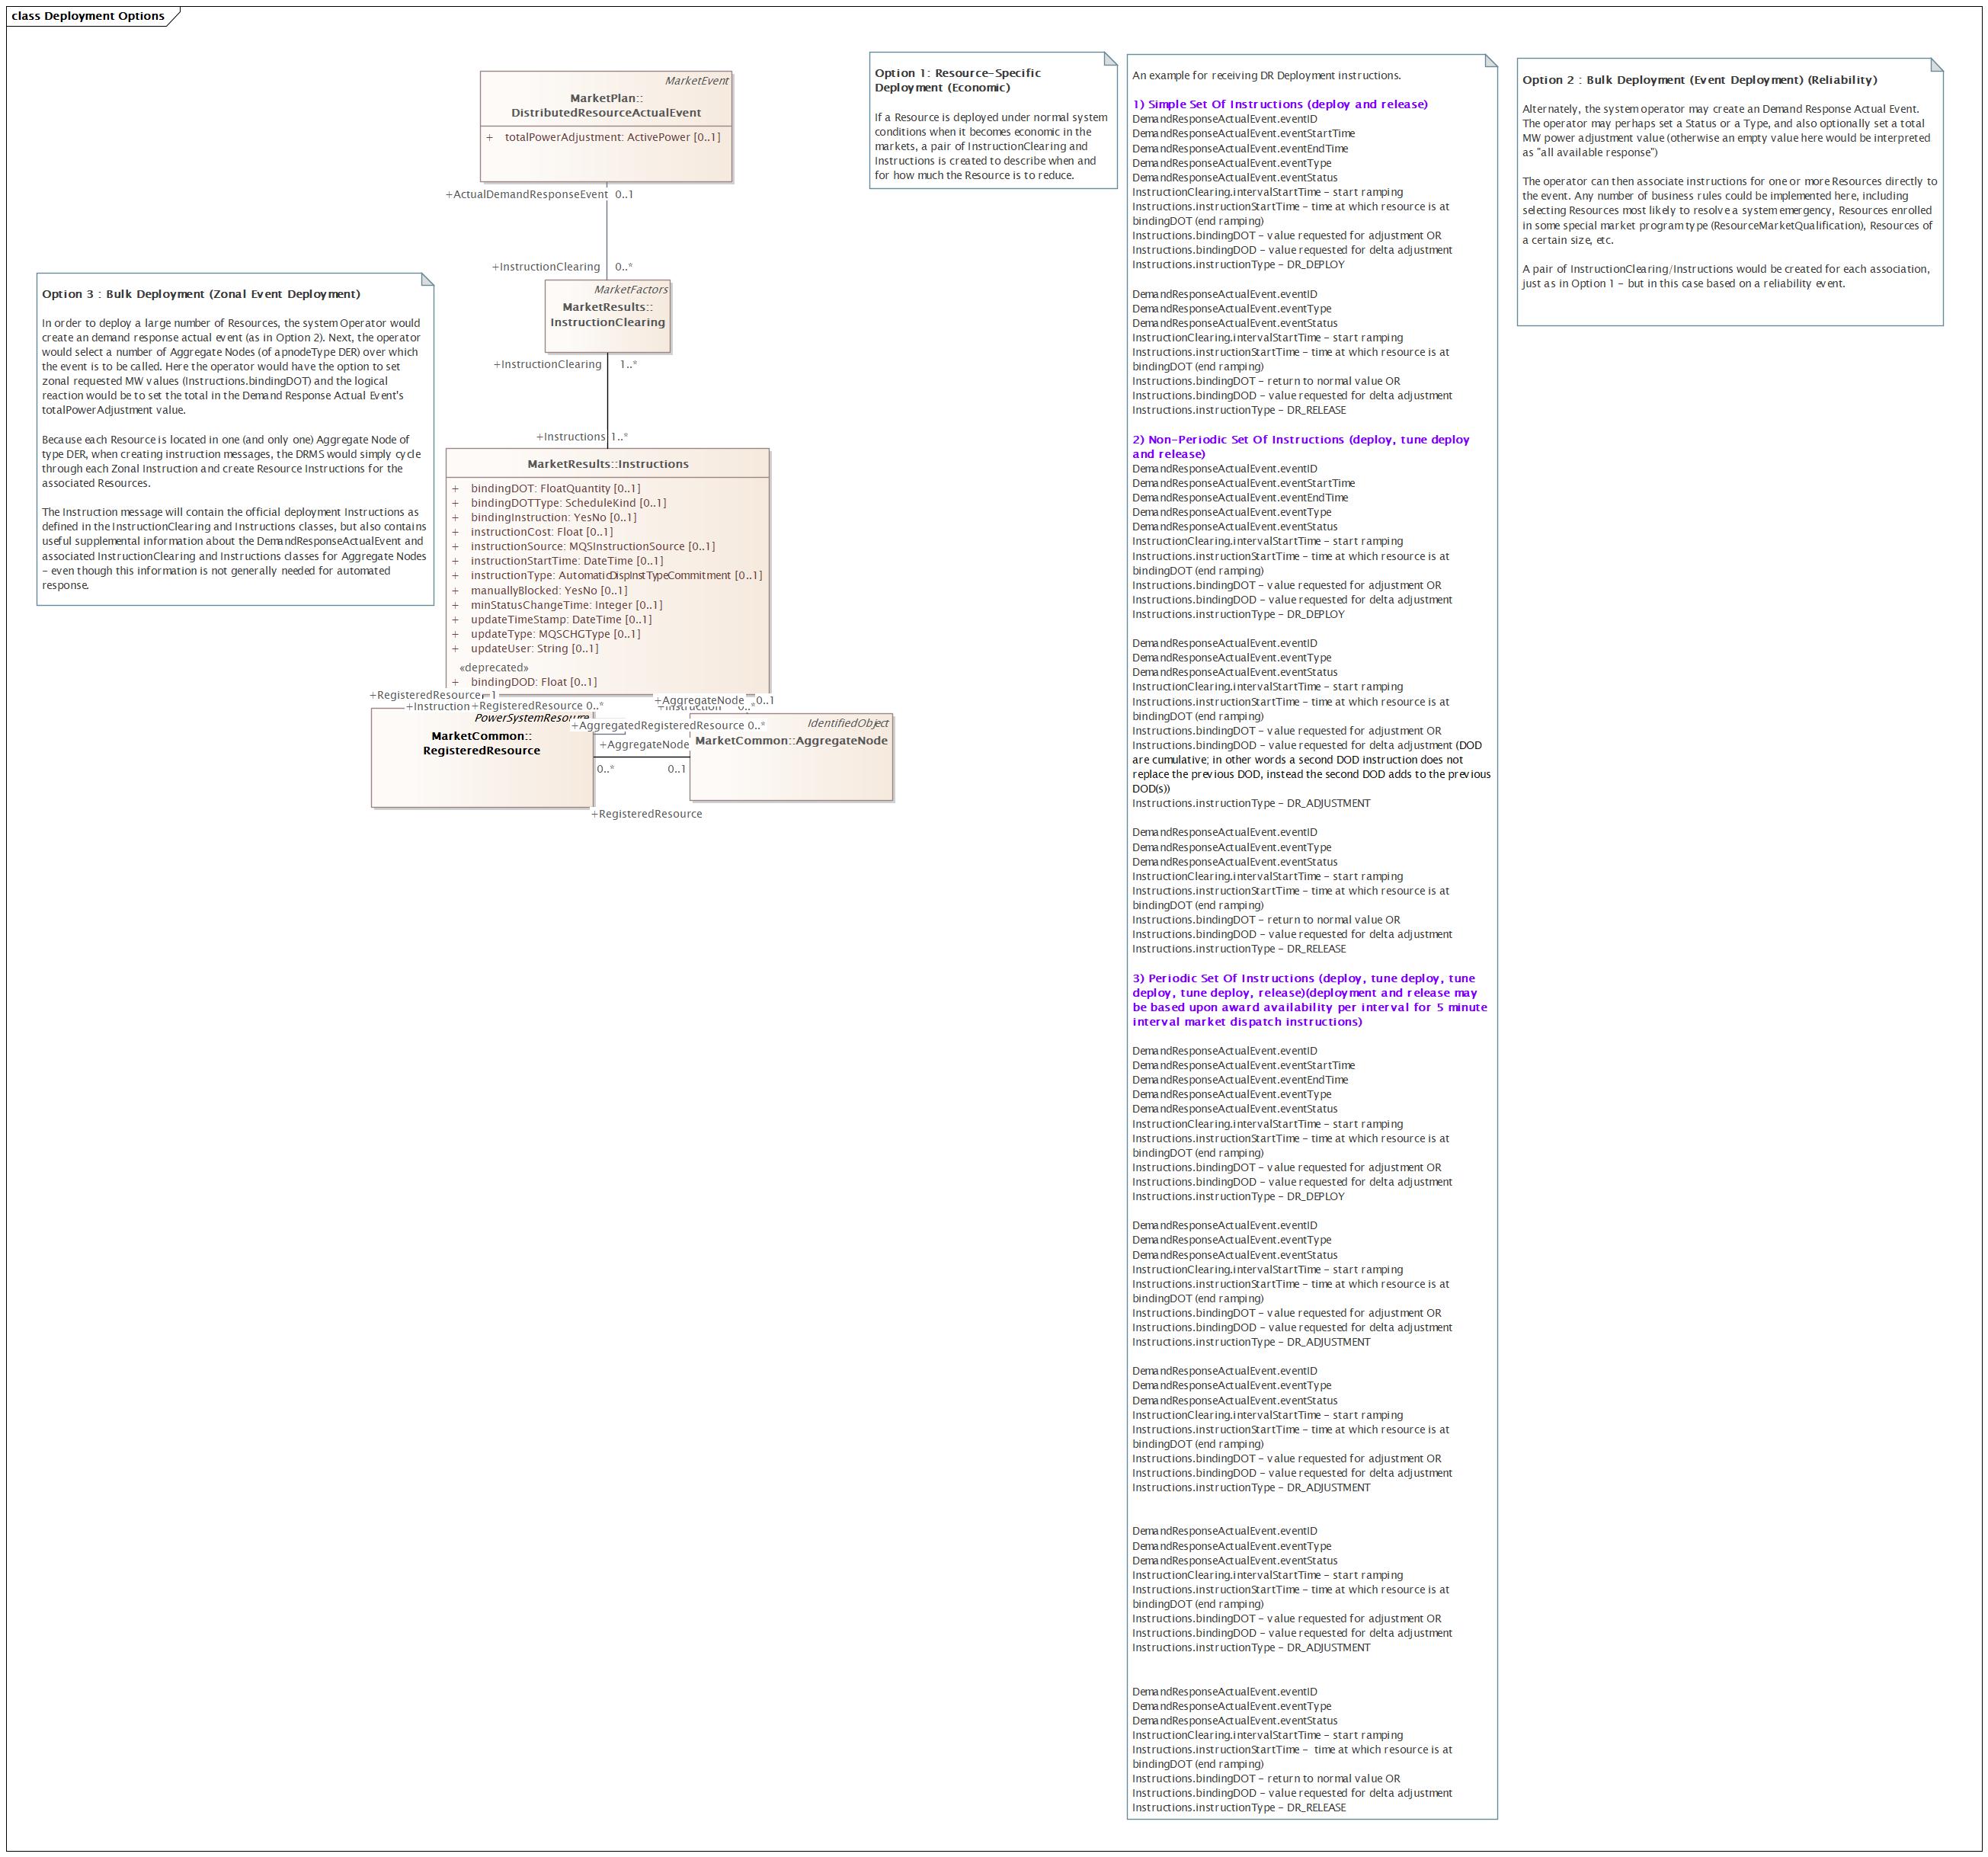 class Deployment Options
MarketEvent
MarketPlan::
DistributedResourceActualEvent
+ totalPowerAdjustment: ActivePower [0..1]
+ActualDemandResponseEvent 0..1
+InstructionClearing 0..*
MarketFactors
MarketResults::
InstructionClearing
+InstructionClearing 1..*
+Instructions 1..*
MarketResults::Instructions
+ bindingDOT: FloatQuantity [0..1]
+ bindingDOTType: ScheduleKind [0..1]
+ bindingInstruction: YesNo [0..1]
+ instructionCost: Float [0..1]
+ instructionSource: MQSInstructionSource [0..1]
+ instructionStartTime: DateTime [0..1]
+ instructionType: AutomaticDispInstTypeCommitment [0..1]
+ manuallyBlocked: YesNo [0..1]
+ minStatusChangeTime: Integer [0..1]
+ updateTimeStamp: DateTime [0..1]
+ updateType: MQSCHGType [0..1]
+ updateUser: String [0..1]
«deprecated»
+ bindingDOD: Float [0..1]
+RegisteredResource 1
+AggregateNode 0..1
+Instruction +RegisteredResource 0..*
PowerSystemResource
MarketCommon::
RegisteredResource
+AggregatedRegisteredResource 0..*
+AggregateNode
0..* 0..1
+RegisteredResource
IdentifiedObject
MarketCommon::AggregateNode
Option 3 : Bulk Deployment (Zonal Event Deployment)
In order to deploy a large number of Resources, the system Operator would
create an demand response actual event (as in Option 2). Next, the operator
would select a number of Aggregate Nodes (of apnodeType DER) over which
the event is to be called. Here the operator would have the option to set
zonal requested MW values (Instructions.bindingDOT) and the logical
reaction would be to set the total in the Demand Response Actual Event's
totalPowerAdjustment value.
Because each Resource is located in one (and only one) Aggregate Node of
type DER, when creating instruction messages, the DRMS would simply cycle
through each Zonal Instruction and create Resource Instructions for the
associated Resources.
The Instruction message will contain the official deployment Instructions as
defined in the InstructionClearing and Instructions classes, but also contains
useful supplemental information about the DemandResponseActualEvent and
associated InstructionClearing and Instructions classes for Aggregate Nodes
- even though this information is not generally needed for automated
response.
Option 1: Resource-Specific
Deployment (Economic)
If a Resource is deployed under normal system
conditions when it becomes economic in the
markets, a pair of InstructionClearing and
Instructions is created to describe when and
for how much the Resource is to reduce.
An example for receiving DR Deployment instructions.
1) Simple Set Of Instructions (deploy and release)
DemandResponseActualEvent.eventID
DemandResponseActualEvent.eventStartTime
DemandResponseActualEvent.eventEndTime
DemandResponseActualEvent.eventType
DemandResponseActualEvent.eventStatus
InstructionClearing.intervalStartTime - start ramping
Instructions.instructionStartTime - time at which resource is at
bindingDOT (end ramping)
Instructions.bindingDOT - value requested for adjustment OR
Instructions.bindingDOD - value requested for delta adjustment
Instructions.instructionType - DR_DEPLOY
DemandResponseActualEvent.eventID
DemandResponseActualEvent.eventType
DemandResponseActualEvent.eventStatus
InstructionClearing.intervalStartTime - start ramping
Instructions.instructionStartTime - time at which resource is at
bindingDOT (end ramping)
Instructions.bindingDOT - return to normal value OR
Instructions.bindingDOD - value requested for delta adjustment
Instructions.instructionType - DR_RELEASE
2) Non-Periodic Set Of Instructions (deploy, tune deploy
and release)
DemandResponseActualEvent.eventID
DemandResponseActualEvent.eventStartTime
DemandResponseActualEvent.eventEndTime
DemandResponseActualEvent.eventType
DemandResponseActualEvent.eventStatus
InstructionClearing.intervalStartTime - start ramping
Instructions.instructionStartTime - time at which resource is at
bindingDOT (end ramping)
Instructions.bindingDOT - value requested for adjustment OR
Instructions.bindingDOD - value requested for delta adjustment
Instructions.instructionType - DR_DEPLOY
DemandResponseActualEvent.eventID
DemandResponseActualEvent.eventType
DemandResponseActualEvent.eventStatus
InstructionClearing.intervalStartTime - start ramping
Instructions.instructionStartTime - time at which resource is at
bindingDOT (end ramping)
Instructions.bindingDOT - value requested for adjustment OR
Instructions.bindingDOD - value requested for delta adjustment (DOD
are cumulative; in other words a second DOD instruction does not
replace the previous DOD, instead the second DOD adds to the previous
DOD(s))
Instructions.instructionType - DR_ADJUSTMENT
DemandResponseActualEvent.eventID
DemandResponseActualEvent.eventType
DemandResponseActualEvent.eventStatus
InstructionClearing.intervalStartTime - start ramping
Instructions.instructionStartTime - time at which resource is at
bindingDOT (end ramping)
Instructions.bindingDOT - return to normal value OR
Instructions.bindingDOD - value requested for delta adjustment
Instructions.instructionType - DR_RELEASE
3) Periodic Set Of Instructions (deploy, tune deploy, tune
deploy, tune deploy, release)(deployment and release may
be based upon award availability per interval for 5 minute
interval market dispatch instructions)
DemandResponseActualEvent.eventID
DemandResponseActualEvent.eventStartTime
DemandResponseActualEvent.eventEndTime
DemandResponseActualEvent.eventType
DemandResponseActualEvent.eventStatus
InstructionClearing.intervalStartTime - start ramping
Instructions.instructionStartTime - time at which resource is at
bindingDOT (end ramping)
Instructions.bindingDOT - value requested for adjustment OR
Instructions.bindingDOD - value requested for delta adjustment
Instructions.instructionType - DR_DEPLOY
DemandResponseActualEvent.eventID
DemandResponseActualEvent.eventType
DemandResponseActualEvent.eventStatus
InstructionClearing.intervalStartTime - start ramping
Instructions.instructionStartTime - time at which resource is at
bindingDOT (end ramping)
Instructions.bindingDOT - value requested for adjustment OR
Instructions.bindingDOD - value requested for delta adjustment
Instructions.instructionType - DR_ADJUSTMENT
DemandResponseActualEvent.eventID
DemandResponseActualEvent.eventType
DemandResponseActualEvent.eventStatus
InstructionClearing.intervalStartTime - start ramping
Instructions.instructionStartTime - time at which resource is at
bindingDOT (end ramping)
Instructions.bindingDOT - value requested for adjustment OR
Instructions.bindingDOD - value requested for delta adjustment
Instructions.instructionType - DR_ADJUSTMENT
DemandResponseActualEvent.eventID
DemandResponseActualEvent.eventType
DemandResponseActualEvent.eventStatus
InstructionClearing.intervalStartTime - start ramping
Instructions.instructionStartTime - time at which resource is at
bindingDOT (end ramping)
Instructions.bindingDOT - value requested for adjustment OR
Instructions.bindingDOD - value requested for delta adjustment
Instructions.instructionType - DR_ADJUSTMENT
DemandResponseActualEvent.eventID
DemandResponseActualEvent.eventType
DemandResponseActualEvent.eventStatus
InstructionClearing.intervalStartTime - start ramping
Instructions.instructionStartTime - time at which resource is at
bindingDOT (end ramping)
Instructions.bindingDOT - return to normal value OR
Instructions.bindingDOD - value requested for delta adjustment
Instructions.instructionType - DR_RELEASE
Option 2 : Bulk Deployment (Event Deployment) (Reliability)
Alternately, the system operator may create an Demand Response Actual Event.
The operator may perhaps set a Status or a Type, and also optionally set a total
MW power adjustment value (otherwise an empty value here would be interpreted
as "all available response")
The operator can then associate instructions for one or more Resources directly to
the event. Any number of business rules could be implemented here, including
selecting Resources most likely to resolve a system emergency, Resources enrolled
in some special market program type (ResourceMarketQualification), Resources of
a certain size, etc.
A pair of InstructionClearing/Instructions would be created for each association,
just as in Option 1 - but in this case based on a reliability event.